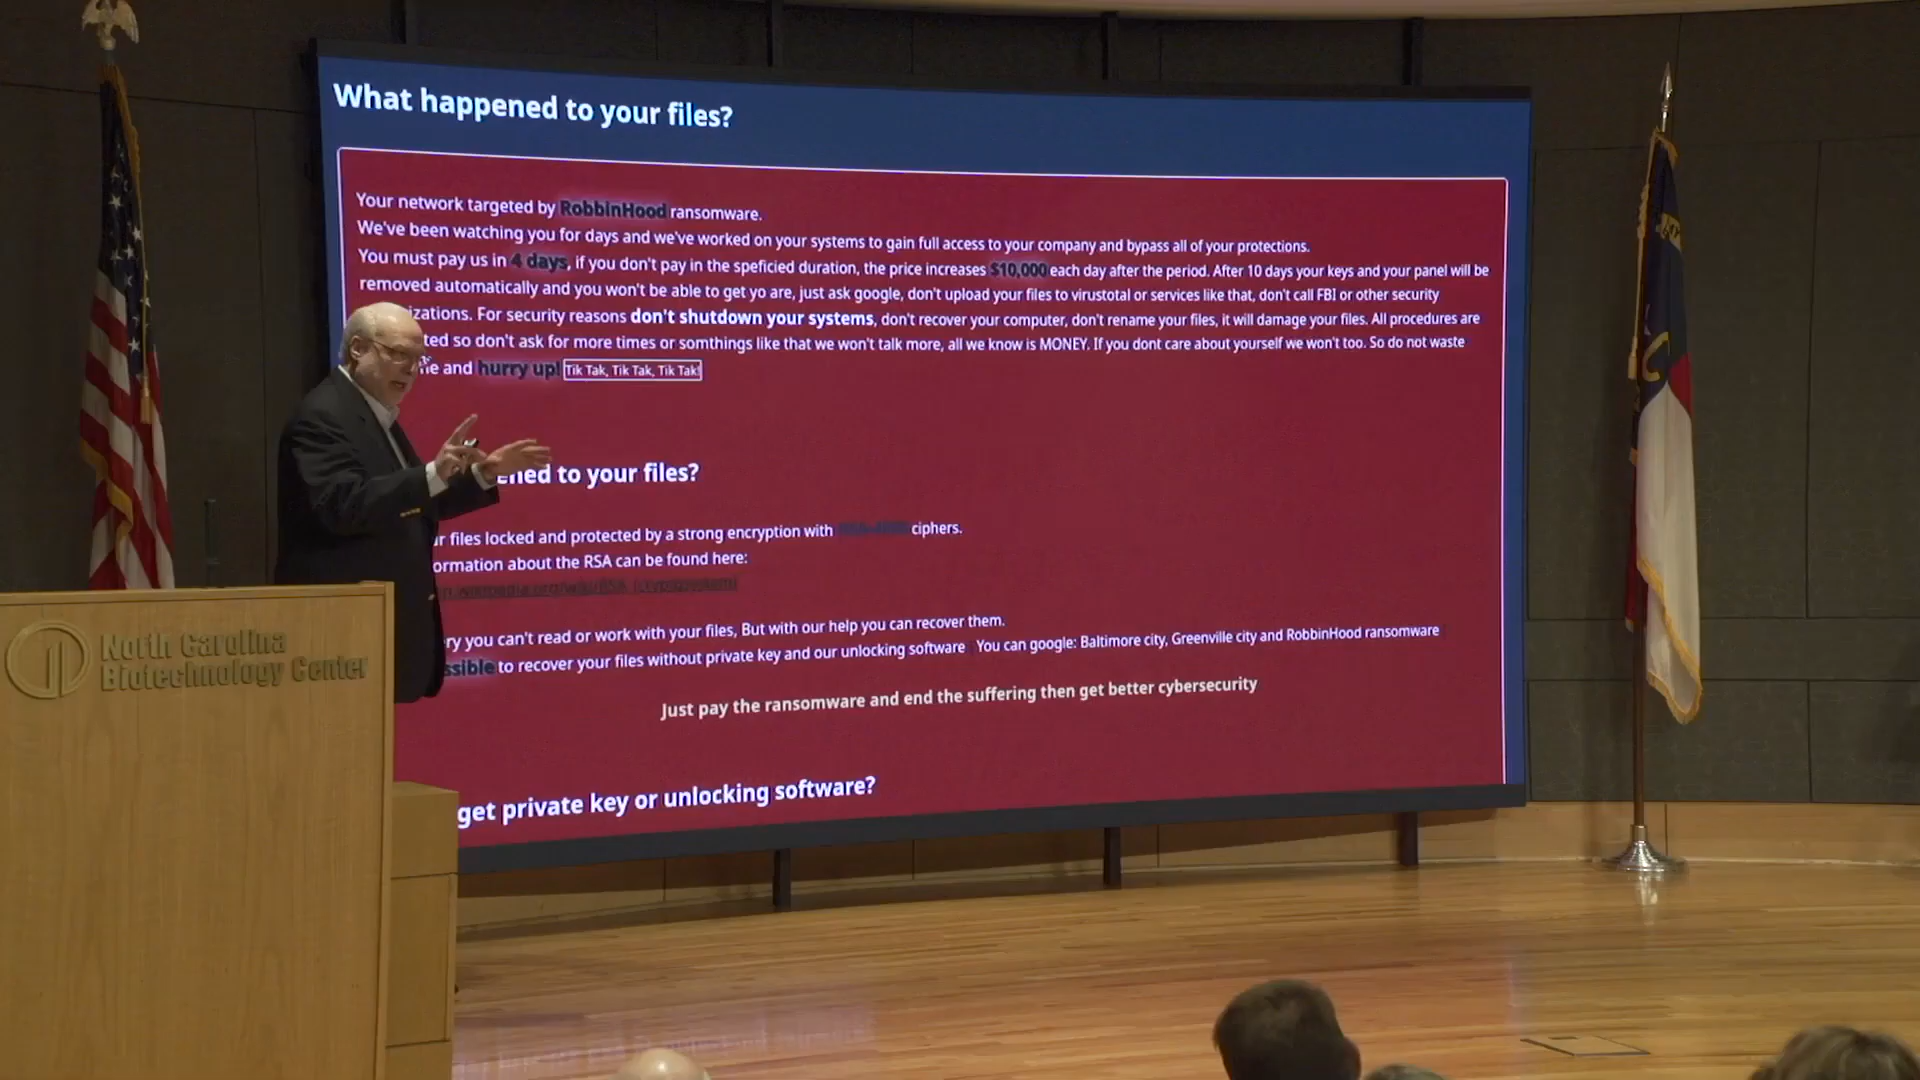 What happened to your files?
Your network targeted by RobbinHood ransomware.
We've been watching you for days and we've worked on your systems to gain full access to your company and bypass all of your protections.
You must pay us in 4 days, if you don't pay in the speficied duration, the price increases $10,000 each day after the period. After 10 days your keys and your panel will be
removed automatically and you won't be able to get yo are, just ask google, don't upload your files to virustotal or services like that, don't call FBI or other security
izations. For security reasons don't shutdown your systems, don't recover your computer, don't rename your files, it will damage your files. All procedures are
ted so don't ask for more times or somthings like that we won't talk more, all we know is MONEY. If you dont care about yourself we won't too. So do not waste
me and hurry up! Tik Tak, Tik Tak, Tik Tak!
ened to your files?
r files locked and protected by a strong encryption with ciphers.
ormation about the RSA can be found here:
n.wikipedia.org/wiki/RSA_(cryptosystem)
ry you can't read or work with your files, But with our help you can recover them.
ssible to recover your files without private key and our unlocking software You can google: Baltimore city, Greenville city and RobbinHood ransomware
Just pay the ransomware and end the suffering then get better cybersecurity
get private key or unlocking software?
North Carolina
Biotechnology Center